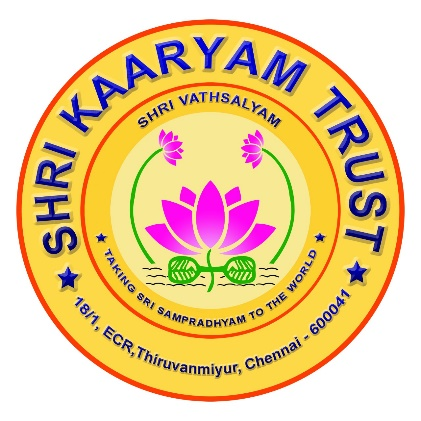 SHRI KAARYAM TRUST
SHRI VATHSALYAM
TAKING SRI SAMPRADHYAM TO THE WORLD
18/1, ECR,Thiruvanmiyur, Chennai - 600041